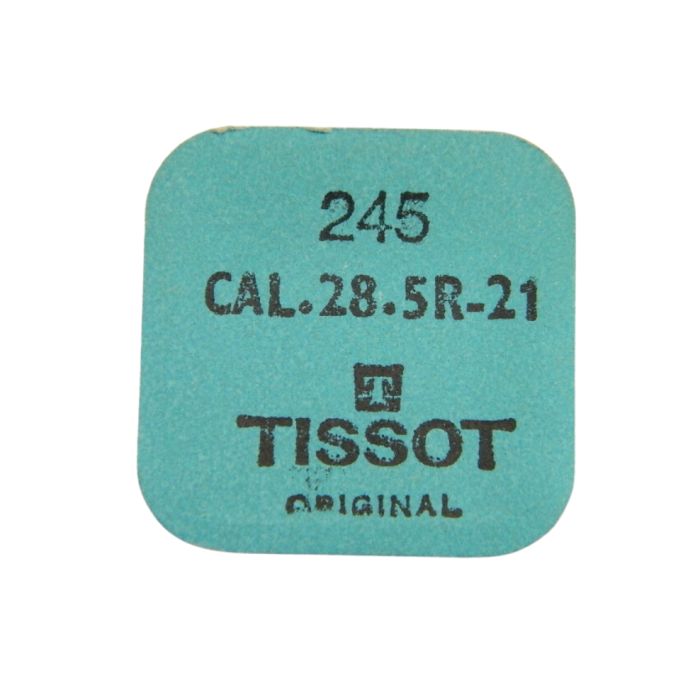 245
CAL.28.5R-21
T
TISSOT
ORIGINAL